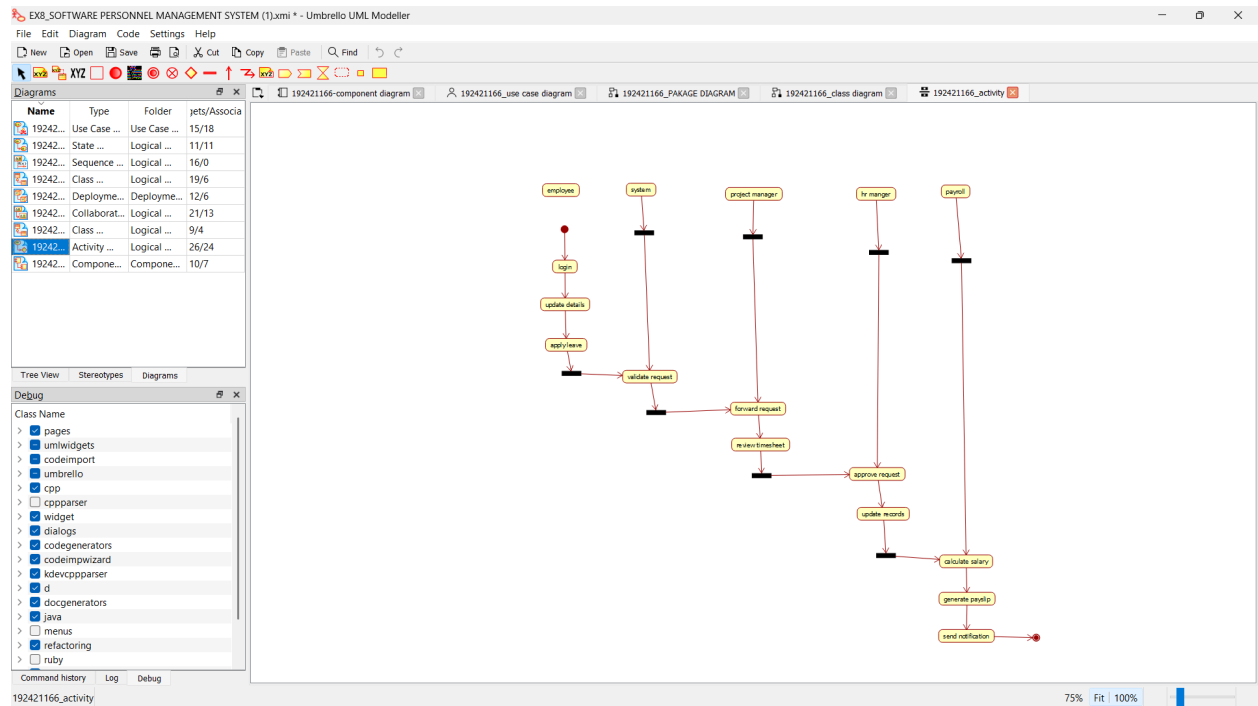 EX8_SOFTWARE PERSONNEL MANAGEMENT SYSTEM (1).xmi * - Umbrello UML Modeller
File Edit Diagram Code Settings Help
New Open Save Cut Copy Paste Find
XYZ XYZ XYZ XYZ
Diagrams
192421166-component diagram 192421166_use case diagram 192421166_PAKAGE DIAGRAM 192421166_class diagram 192421166_activity
Name Type Folder jets/Associa
19242... Use Case ... Use Case ... 15/18
19242... State ... Logical ... 11/11
19242... Sequence ... Logical ... 16/0
19242... Class ... Logical ... 19/6
19242... Deployme... Deployme... 12/6
19242... Collaborat... Logical ... 21/13
19242... Class ... Logical ... 9/4
19242... Activity ... Logical ... 26/24
19242... Compone... Compone... 10/7
Tree View Stereotypes Diagrams
Debug
Class Name
pages
umlwidgets
codeimport
umbrello
cpp
cppparser
widget
dialogs
codegenerators
codeimpwizard
kdevcppparser
d
docgenerators
java
menus
refactoring
ruby
Command history Log Debug
192421166_activity
75% Fit 100%
employee
system
project manager
hr manger
payroll
login
update details
apply leave
validate request
forward request
review timesheet
approve request
update records
calculate salary
generate payslip
send notification